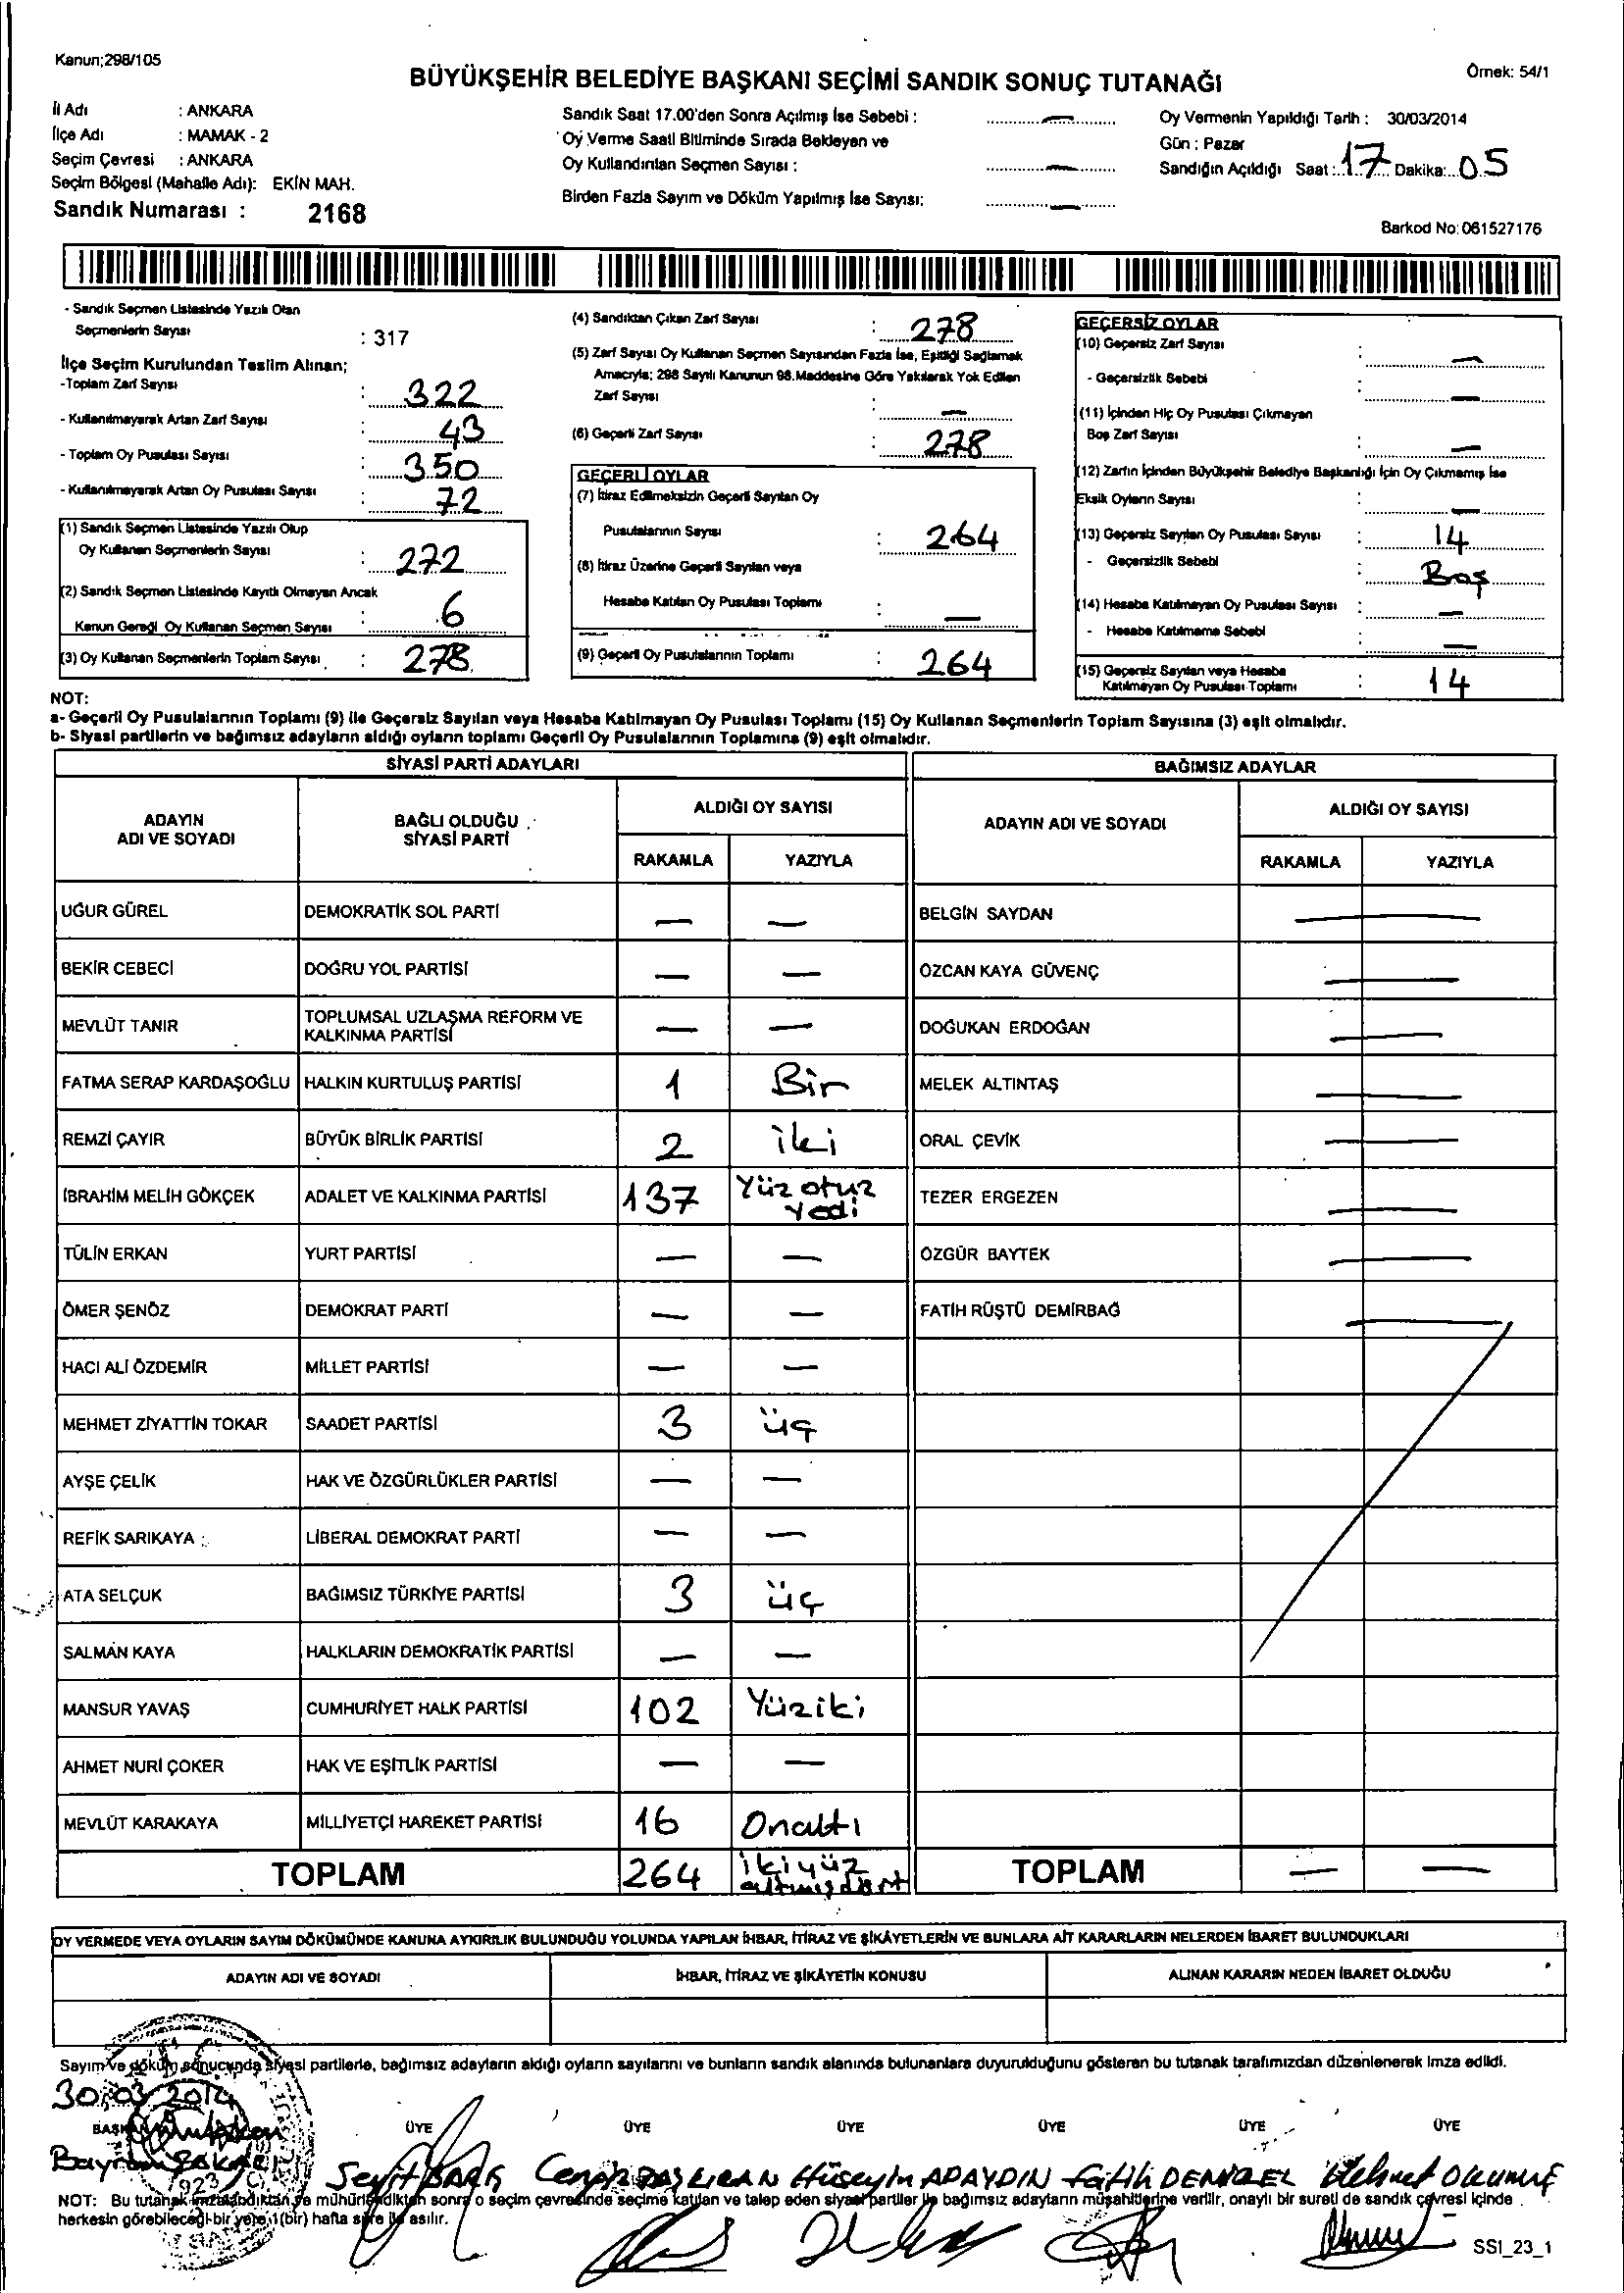 Kanun;298/105
Örnek: 54/1
BÜYÜKŞEHİR BELEDİYE BAŞKANI SEÇİMİ SANDIK SONUÇ TUTANAĞI
İl Adı : ANKARA
İlçe Adı : MAMAK - 2
Seçim Çevresi : ANKARA
Seçim Bölgesi (Mahalle Adı): EKİN MAH.
Sandık Numarası : 2168
Sandık Saat 17.00'den Sonra Açılmış İse Sebebi : —
Oy Verme Saati Bitiminde Sırada Bekleyen ve
Oy Kullandırılan Seçmen Sayısı : —
Birden Fazla Sayım ve Döküm Yapılmış İse Sayısı: —
Oy Vermenin Yapıldığı Tarih : 30/03/2014
Gün : Pazar
Sandığın Açıldığı Saat : 17 Dakika: 05
Barkod No: 061527176
- Sandık Seçmen Listesinde Yazılı Olan
Seçmenlerin Sayısı : 317
İlçe Seçim Kurulundan Teslim Alınan;
-Toplam Zarf Sayısı : 322
- Kullanılmayarak Artan Zarf Sayısı : 43
- Toplam Oy Pusulası Sayısı : 350
- Kullanılmayarak Artan Oy Pusulası Sayısı : 72
(1) Sandık Seçmen Listesinde Yazılı Olup
Oy Kullanan Seçmenlerin Sayısı : 272
(2) Sandık Seçmen Listesinde Kayıtlı Olmayan Ancak
Kanun Gereği Oy Kullanan Seçmen Sayısı : 6
(3) Oy Kullanan Seçmenlerin Toplam Sayısı : 278
(4) Sandıktan Çıkan Zarf Sayısı : 278
(5) Zarf Sayısı Oy Kullanan Seçmen Sayısından Fazla İse, Eşitliği Sağlamak
Amacıyla; 298 Sayılı Kanunun 98.Maddesine Göre Yakılarak Yok Edilen
Zarf Sayısı : —
(6) Geçerli Zarf Sayısı : 278
GEÇERLİ OYLAR
(7) İtiraz Edilmeksizin Geçerli Sayılan Oy
Pusulalarının Sayısı : 264
(8) İtiraz Üzerine Geçerli Sayılan veya
Hesaba Katılan Oy Pusulası Toplamı : —
(9) Geçerli Oy Pusulalarının Toplamı : 264
GEÇERSİZ OYLAR
(10) Geçersiz Zarf Sayısı : —
- Geçersizlik Sebebi : —
(11) İçinden Hiç Oy Pusulası Çıkmayan
Boş Zarf Sayısı : —
(12) Zarfın İçinden Büyükşehir Belediye Başkanlığı İçin Oy Çıkmamış İse
Eksik Oyların Sayısı : —
(13) Geçersiz Sayılan Oy Pusulası Sayısı : 14
- Geçersizlik Sebebi : Boş
(14) Hesaba Katılmayan Oy Pusulası Sayısı : —
- Hesaba Katılmama Sebebi : —
(15) Geçersiz Sayılan veya Hesaba
Katılmayan Oy Pusulası Toplamı : 14
NOT:
a- Geçerli Oy Pusulalarının Toplamı (9) ile Geçersiz Sayılan veya Hesaba Katılmayan Oy Pusulası Toplamı (15) Oy Kullanan Seçmenlerin Toplam Sayısına (3) eşit olmalıdır.
b- Siyasi partilerin ve bağımsız adayların aldığı oyların toplamı Geçerli Oy Pusulalarının Toplamına (9) eşit olmalıdır.
SİYASİ PARTİ ADAYLARI BAĞIMSIZ ADAYLAR
ADAYIN ADI VE SOYADI BAĞLI OLDUĞU SİYASİ PARTİ ALDIĞI OY SAYISI ADAYIN ADI VE SOYADI ALDIĞI OY SAYISI
RAKAMLA YAZIYLA RAKAMLA YAZIYLA
UĞUR GÜREL DEMOKRATİK SOL PARTİ — — BELGİN SAYDAN —
BEKİR CEBECİ DOĞRU YOL PARTİSİ — — ÖZCAN KAYA GÜVENÇ —
MEVLÜT TANIR TOPLUMSAL UZLAŞMA REFORM VE KALKINMA PARTİSİ — — DOĞUKAN ERDOĞAN —
FATMA SERAP KARDAŞOĞLU HALKIN KURTULUŞ PARTİSİ 1 Bir MELEK ALTINTAŞ —
REMZİ ÇAYIR BÜYÜK BİRLİK PARTİSİ 2 iki ORAL ÇEVİK —
İBRAHİM MELİH GÖKÇEK ADALET VE KALKINMA PARTİSİ 137 Yüz otuz yedi TEZER ERGEZEN —
TÜLİN ERKAN YURT PARTİSİ — — ÖZGÜR BAYTEK —
ÖMER ŞENÖZ DEMOKRAT PARTİ — — FATİH RÜŞTÜ DEMİRBAĞ —
HACI ALİ ÖZDEMİR MİLLET PARTİSİ — —
MEHMET ZİYATTİN TOKAR SAADET PARTİSİ 3 üç
AYŞE ÇELİK HAK VE ÖZGÜRLÜKLER PARTİSİ — —
REFİK SARIKAYA LİBERAL DEMOKRAT PARTİ — —
ATA SELÇUK BAĞIMSIZ TÜRKİYE PARTİSİ 3 üç
SALMAN KAYA HALKLARIN DEMOKRATİK PARTİSİ — —
MANSUR YAVAŞ CUMHURİYET HALK PARTİSİ 102 Yüziki
AHMET NURİ ÇOKER HAK VE EŞİTLİK PARTİSİ — —
MEVLÜT KARAKAYA MİLLİYETÇİ HAREKET PARTİSİ 16 Onaltı
TOPLAM 264 ikiyüz altmışdört TOPLAM — —
OY VERMEDE VEYA OYLARIN SAYIM DÖKÜMÜNDE KANUNA AYKIRILIK BULUNDUĞU YOLUNDA YAPILAN İHBAR, İTİRAZ VE ŞİKÂYETLERİN VE BUNLARA AİT KARARLARIN NELERDEN İBARET BULUNDUKLARI
ADAYIN ADI VE SOYADI İHBAR, İTİRAZ VE ŞİKÂYETİN KONUSU ALINAN KARARIN NEDEN İBARET OLDUĞU
Sayım ve döküm sonucunda siyasi partilerle, bağımsız adayların aldığı oyların sayılarını ve bunların sandık alanında bulunanlara duyurulduğunu gösteren bu tutanak tarafımızdan düzenlenerek imza edildi.
30.03.2014
BAŞKAN ÜYE ÜYE ÜYE ÜYE ÜYE ÜYE
Seyit Cengiz Hüseyin APAYDIN Fatih Mehmet
NOT: Bu tutanak imzalandıktan ve mühürlendikten sonra o seçim çevresinde seçime katılan ve talep eden siyasi partiler ile bağımsız adayların müşahitlerine verilir, onaylı bir sureti de sandık çevresi içinde
herkesin görebileceği bir yere 1(bir) hafta süre ile asılır.
SSI_23_1